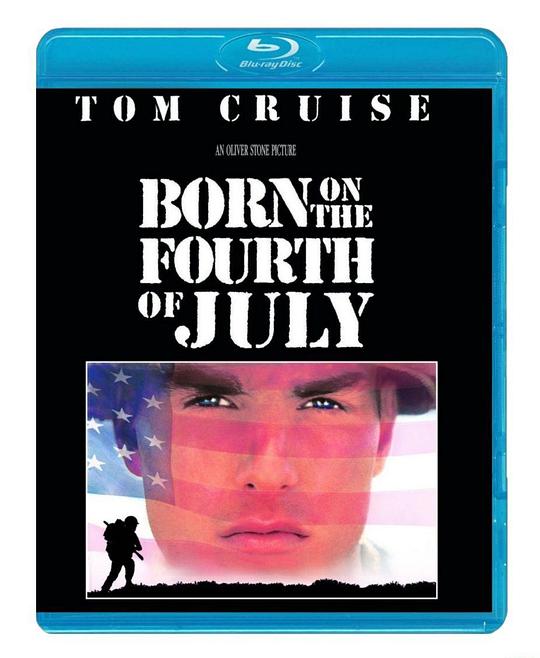 Blu-ray Disc
TOM CRUISE
AN OLIVER STONE PICTURE
BORN ON THE
FOURTH
OF JULY